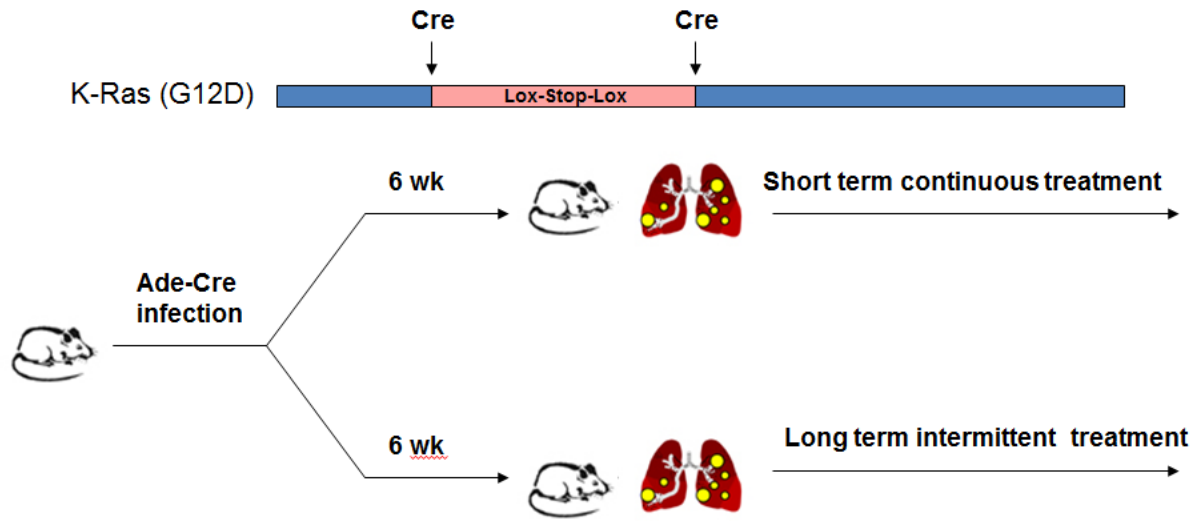 Cre
Cre
K-Ras (G12D)
Lox-Stop-Lox
6 wk
Short term continuous treatment
Ade-Cre
infection
6 wk
Long term intermittent treatment